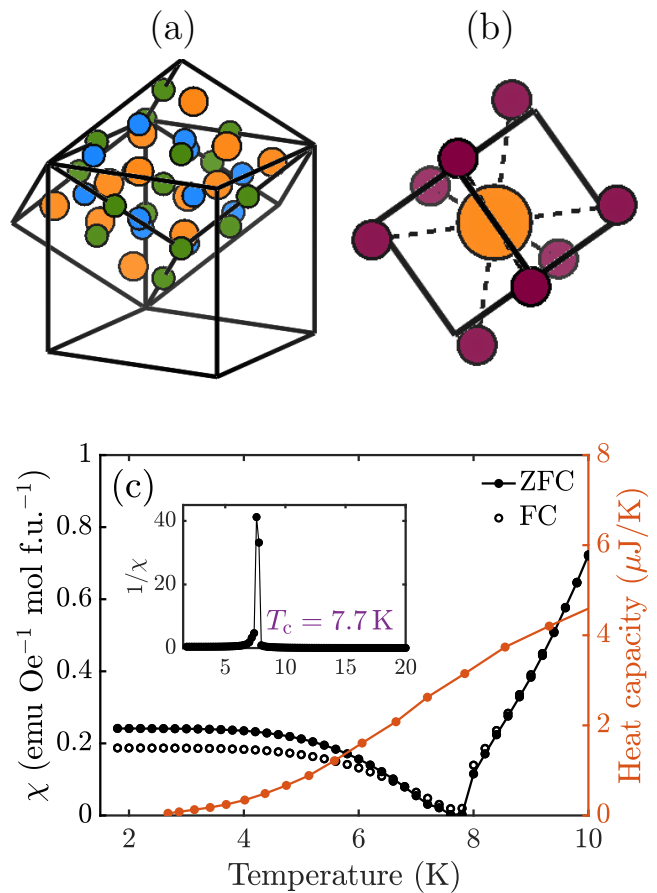 (a)
(b)
(c)
ZFC
FC
1/χ
T_c = 7.7 K
40
20
0
5
10
15
20
χ (emu Oe⁻¹ mol f.u.⁻¹)
1
0.8
0.6
0.4
0.2
0
Heat capacity (μJ/K)
8
6
4
2
0
2
4
6
8
10
Temperature (K)